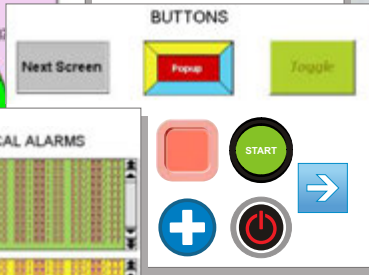 BUTTONS
Next Screen
Popup
Toggle
CAL ALARMS
START